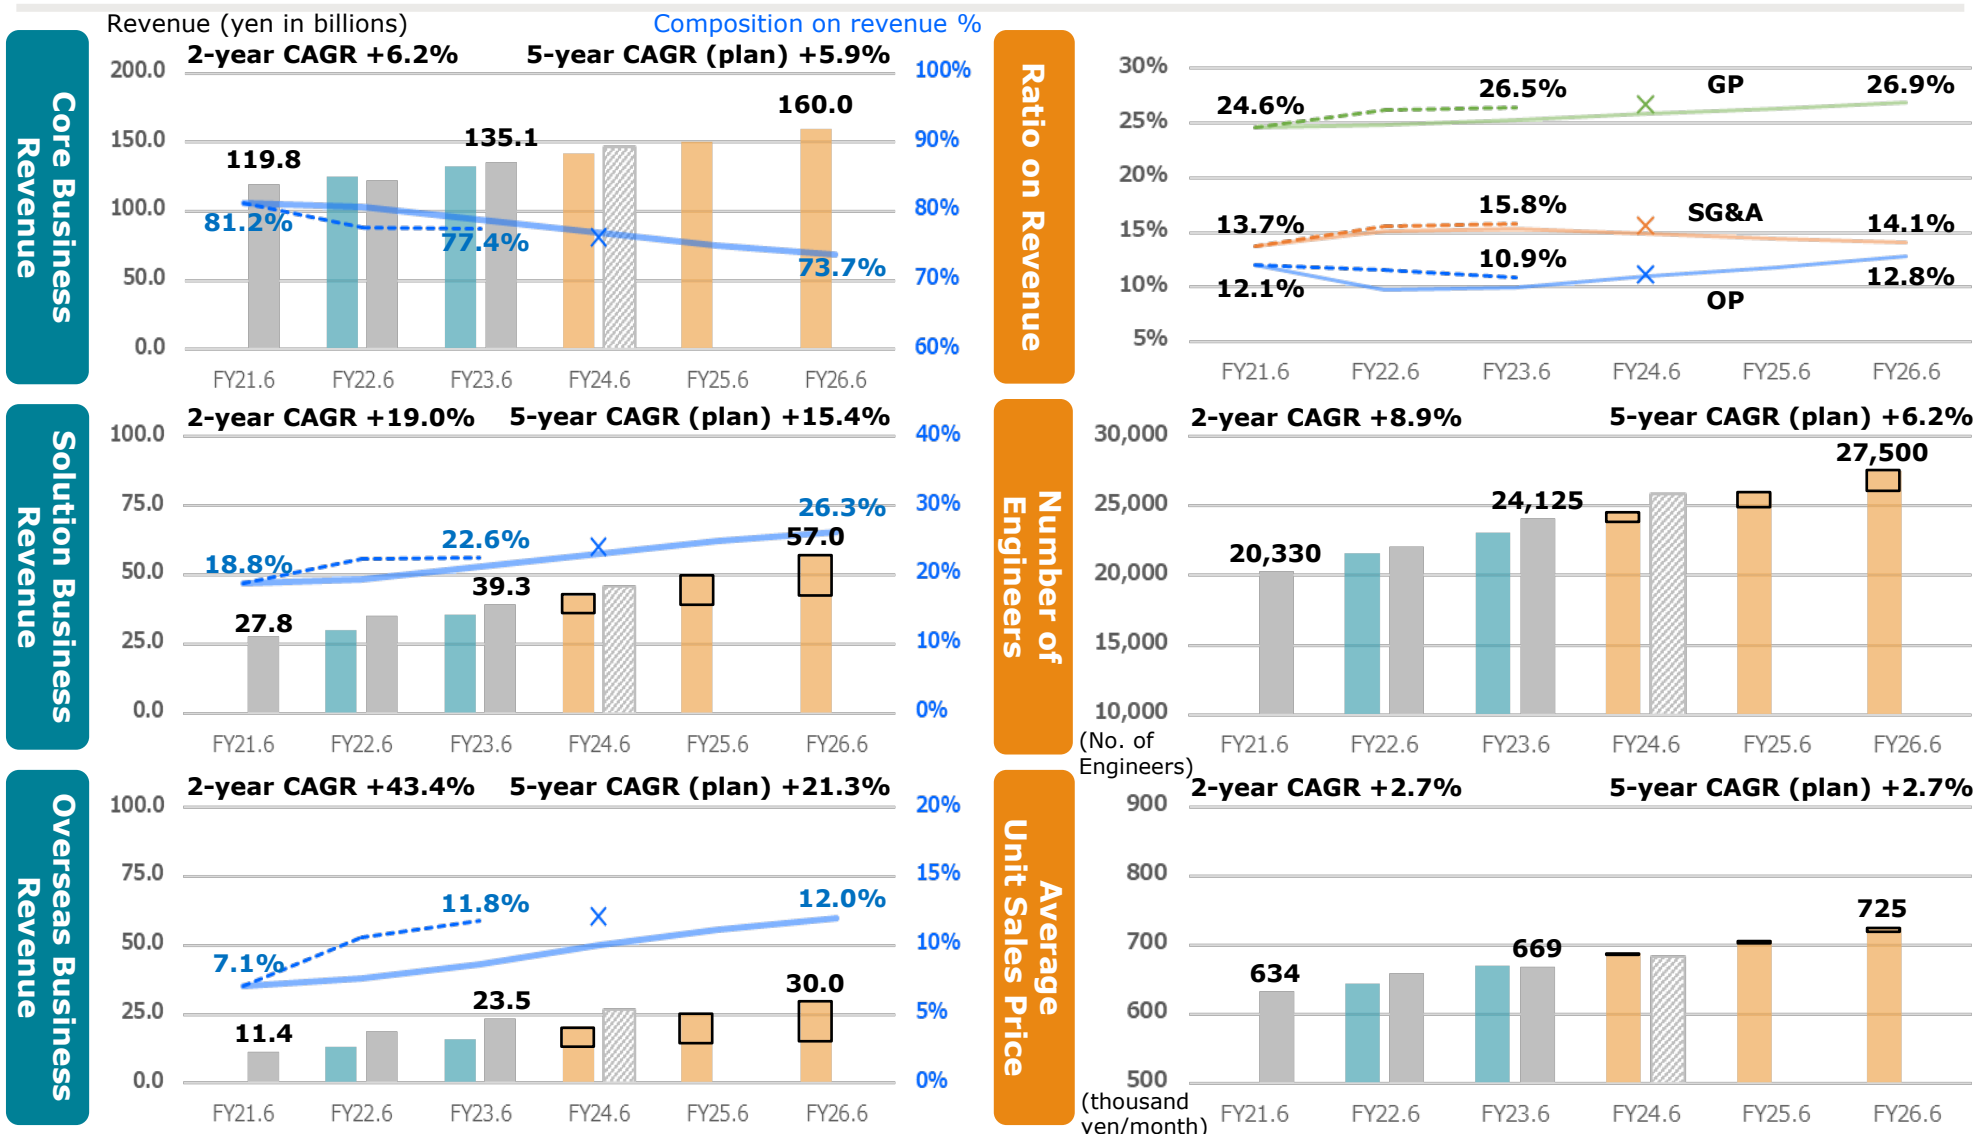 Revenue (yen in billions)
Composition on revenue %
Core Business
Revenue
2-year CAGR +6.2%
5-year CAGR (plan) +5.9%
200.0
150.0
100.0
50.0
0.0
100%
90%
80%
70%
60%
119.8
135.1
160.0
81.2%
77.4%
73.7%
FY21.6 FY22.6 FY23.6 FY24.6 FY25.6 FY26.6
Solution Business
Revenue
2-year CAGR +19.0%
5-year CAGR (plan) +15.4%
100.0
75.0
50.0
25.0
0.0
40%
30%
20%
10%
0%
18.8%
22.6%
26.3%
27.8
39.3
57.0
FY21.6 FY22.6 FY23.6 FY24.6 FY25.6 FY26.6
Overseas Business
Revenue
2-year CAGR +43.4%
5-year CAGR (plan) +21.3%
100.0
75.0
50.0
25.0
0.0
20%
15%
10%
5%
0%
7.1%
11.8%
12.0%
11.4
23.5
30.0
FY21.6 FY22.6 FY23.6 FY24.6 FY25.6 FY26.6
Ratio on Revenue
30%
25%
20%
15%
10%
5%
24.6%
26.5%
GP
26.9%
13.7%
15.8%
SG&A
14.1%
12.1%
10.9%
OP
12.8%
FY21.6 FY22.6 FY23.6 FY24.6 FY25.6 FY26.6
Number of
Engineers
2-year CAGR +8.9%
5-year CAGR (plan) +6.2%
30,000
25,000
20,000
15,000
10,000
(No. of
Engineers)
20,330
24,125
27,500
FY21.6 FY22.6 FY23.6 FY24.6 FY25.6 FY26.6
Average
Unit Sales Price
2-year CAGR +2.7%
5-year CAGR (plan) +2.7%
900
800
700
600
500
(thousand
yen/month)
634
669
725
FY21.6 FY22.6 FY23.6 FY24.6 FY25.6 FY26.6